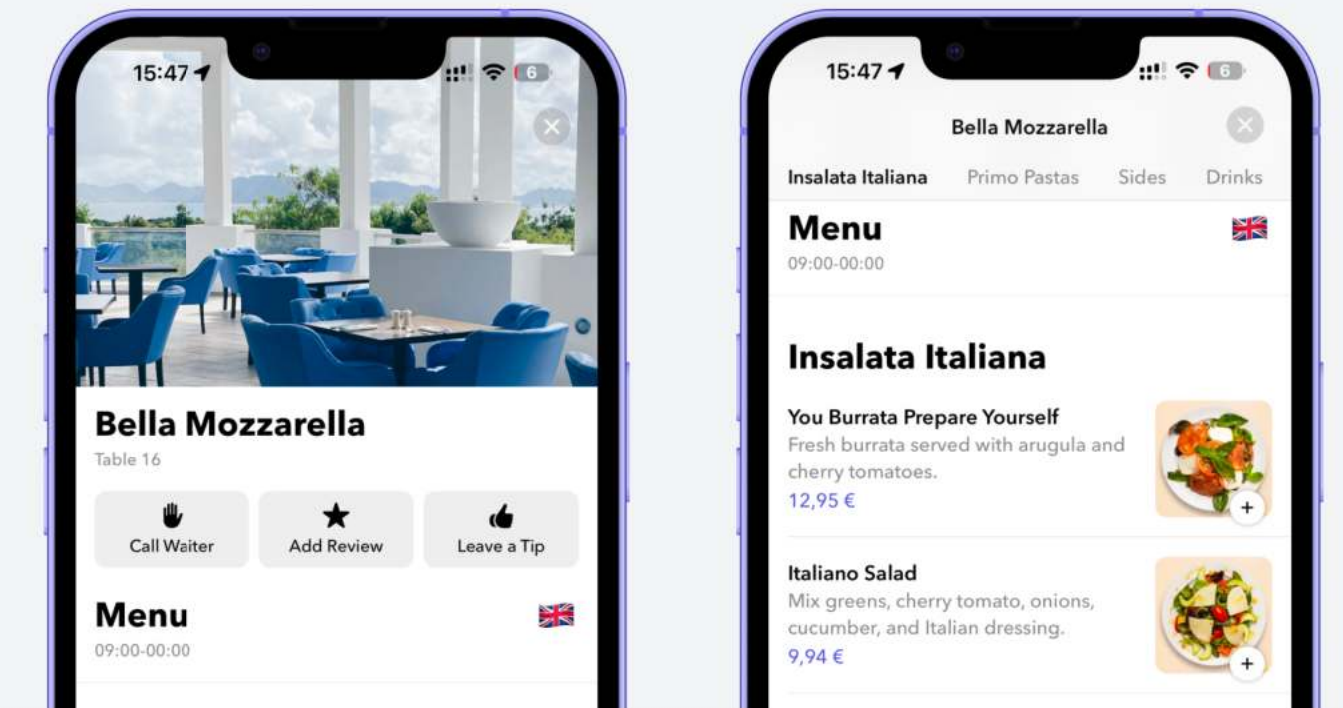 15:47
6
Bella Mozzarella
Table 16
Call Waiter
Add Review
Leave a Tip
Menu
09:00-00:00
15:47
6
Bella Mozzarella
Insalata Italiana
Primo Pastas
Sides
Drinks
Menu
09:00-00:00
Insalata Italiana
You Burrata Prepare Yourself
Fresh burrata served with arugula and
cherry tomatoes.
12,95 €
Italiano Salad
Mix greens, cherry tomato, onions,
cucumber, and Italian dressing.
9,94 €